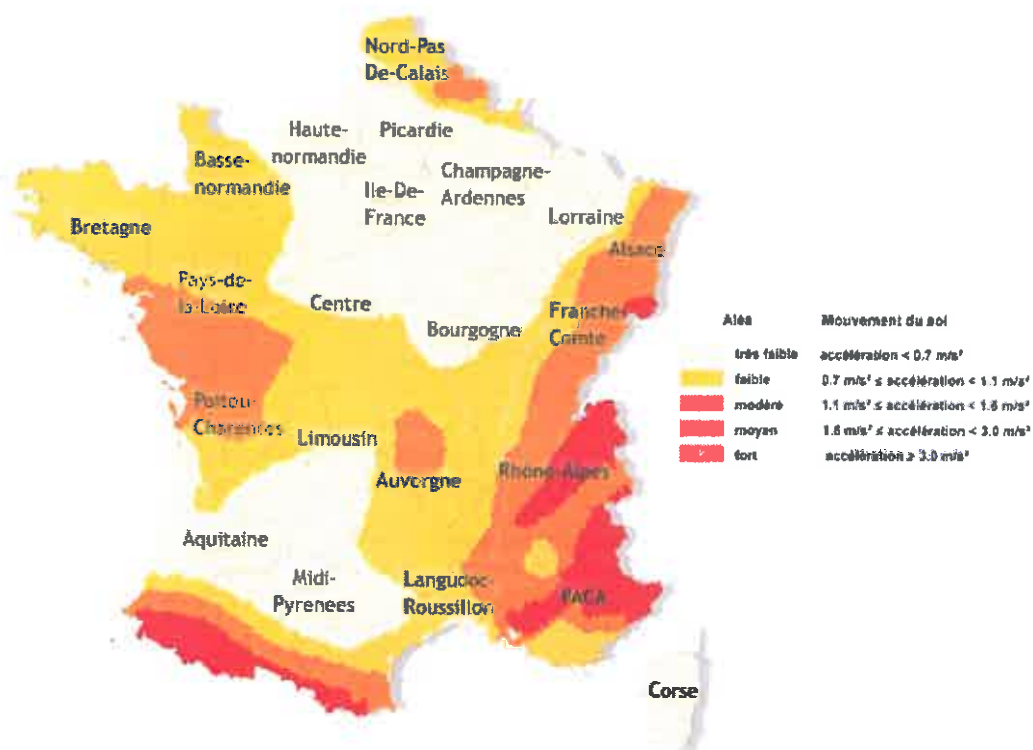 Nord-Pas
De-Calais
Haute-
normandie
Picardie
Basse-
normandie
Champagne-
Ardennes
Ile-De-
France
Lorraine
Bretagne
Alsace
Pays-de-
la-Loire
Centre
Franche
Comte
Bourgogne
Poitou-
Charentes
Limousin
Auvorgne
Rhone-Alpes
Aquitaine
Midi-
Pyrenees
Langudoc-
Roussillon
PACA
Corse
Aléa Mouvement du sol
très faible accélération < 0.7 m/s²
faible 0.7 m/s² ≤ accélération < 1.1 m/s²
modéré 1.1 m/s² ≤ accélération < 1.6 m/s²
moyen 1.6 m/s² ≤ accélération < 3.0 m/s²
fort accélération ≥ 3.0 m/s²